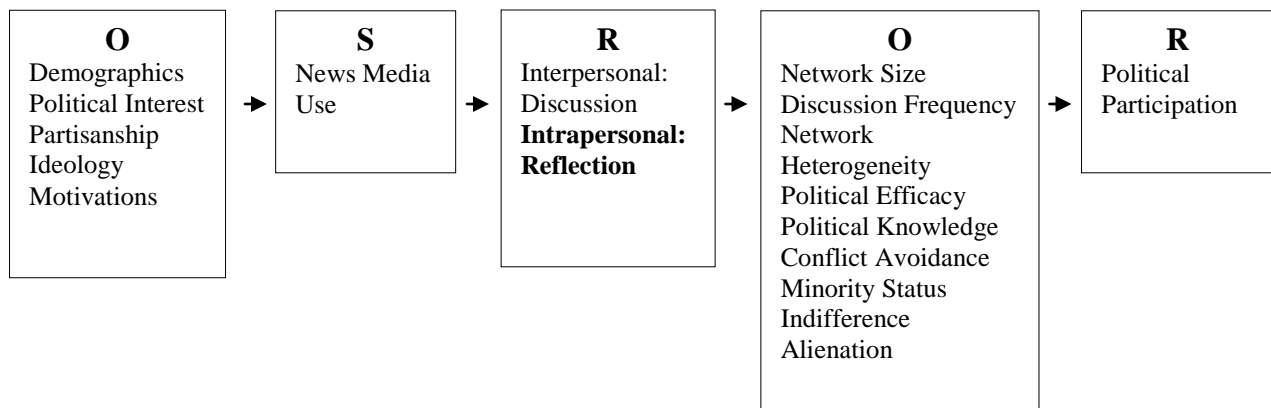 O
Demographics
Political Interest
Partisanship
Ideology
Motivations
S
News Media
Use
R
Interpersonal:
Discussion
Intrapersonal:
Reflection
O
Network Size
Discussion Frequency
Network
Heterogeneity
Political Efficacy
Political Knowledge
Conflict Avoidance
Minority Status
Indifference
Alienation
R
Political
Participation